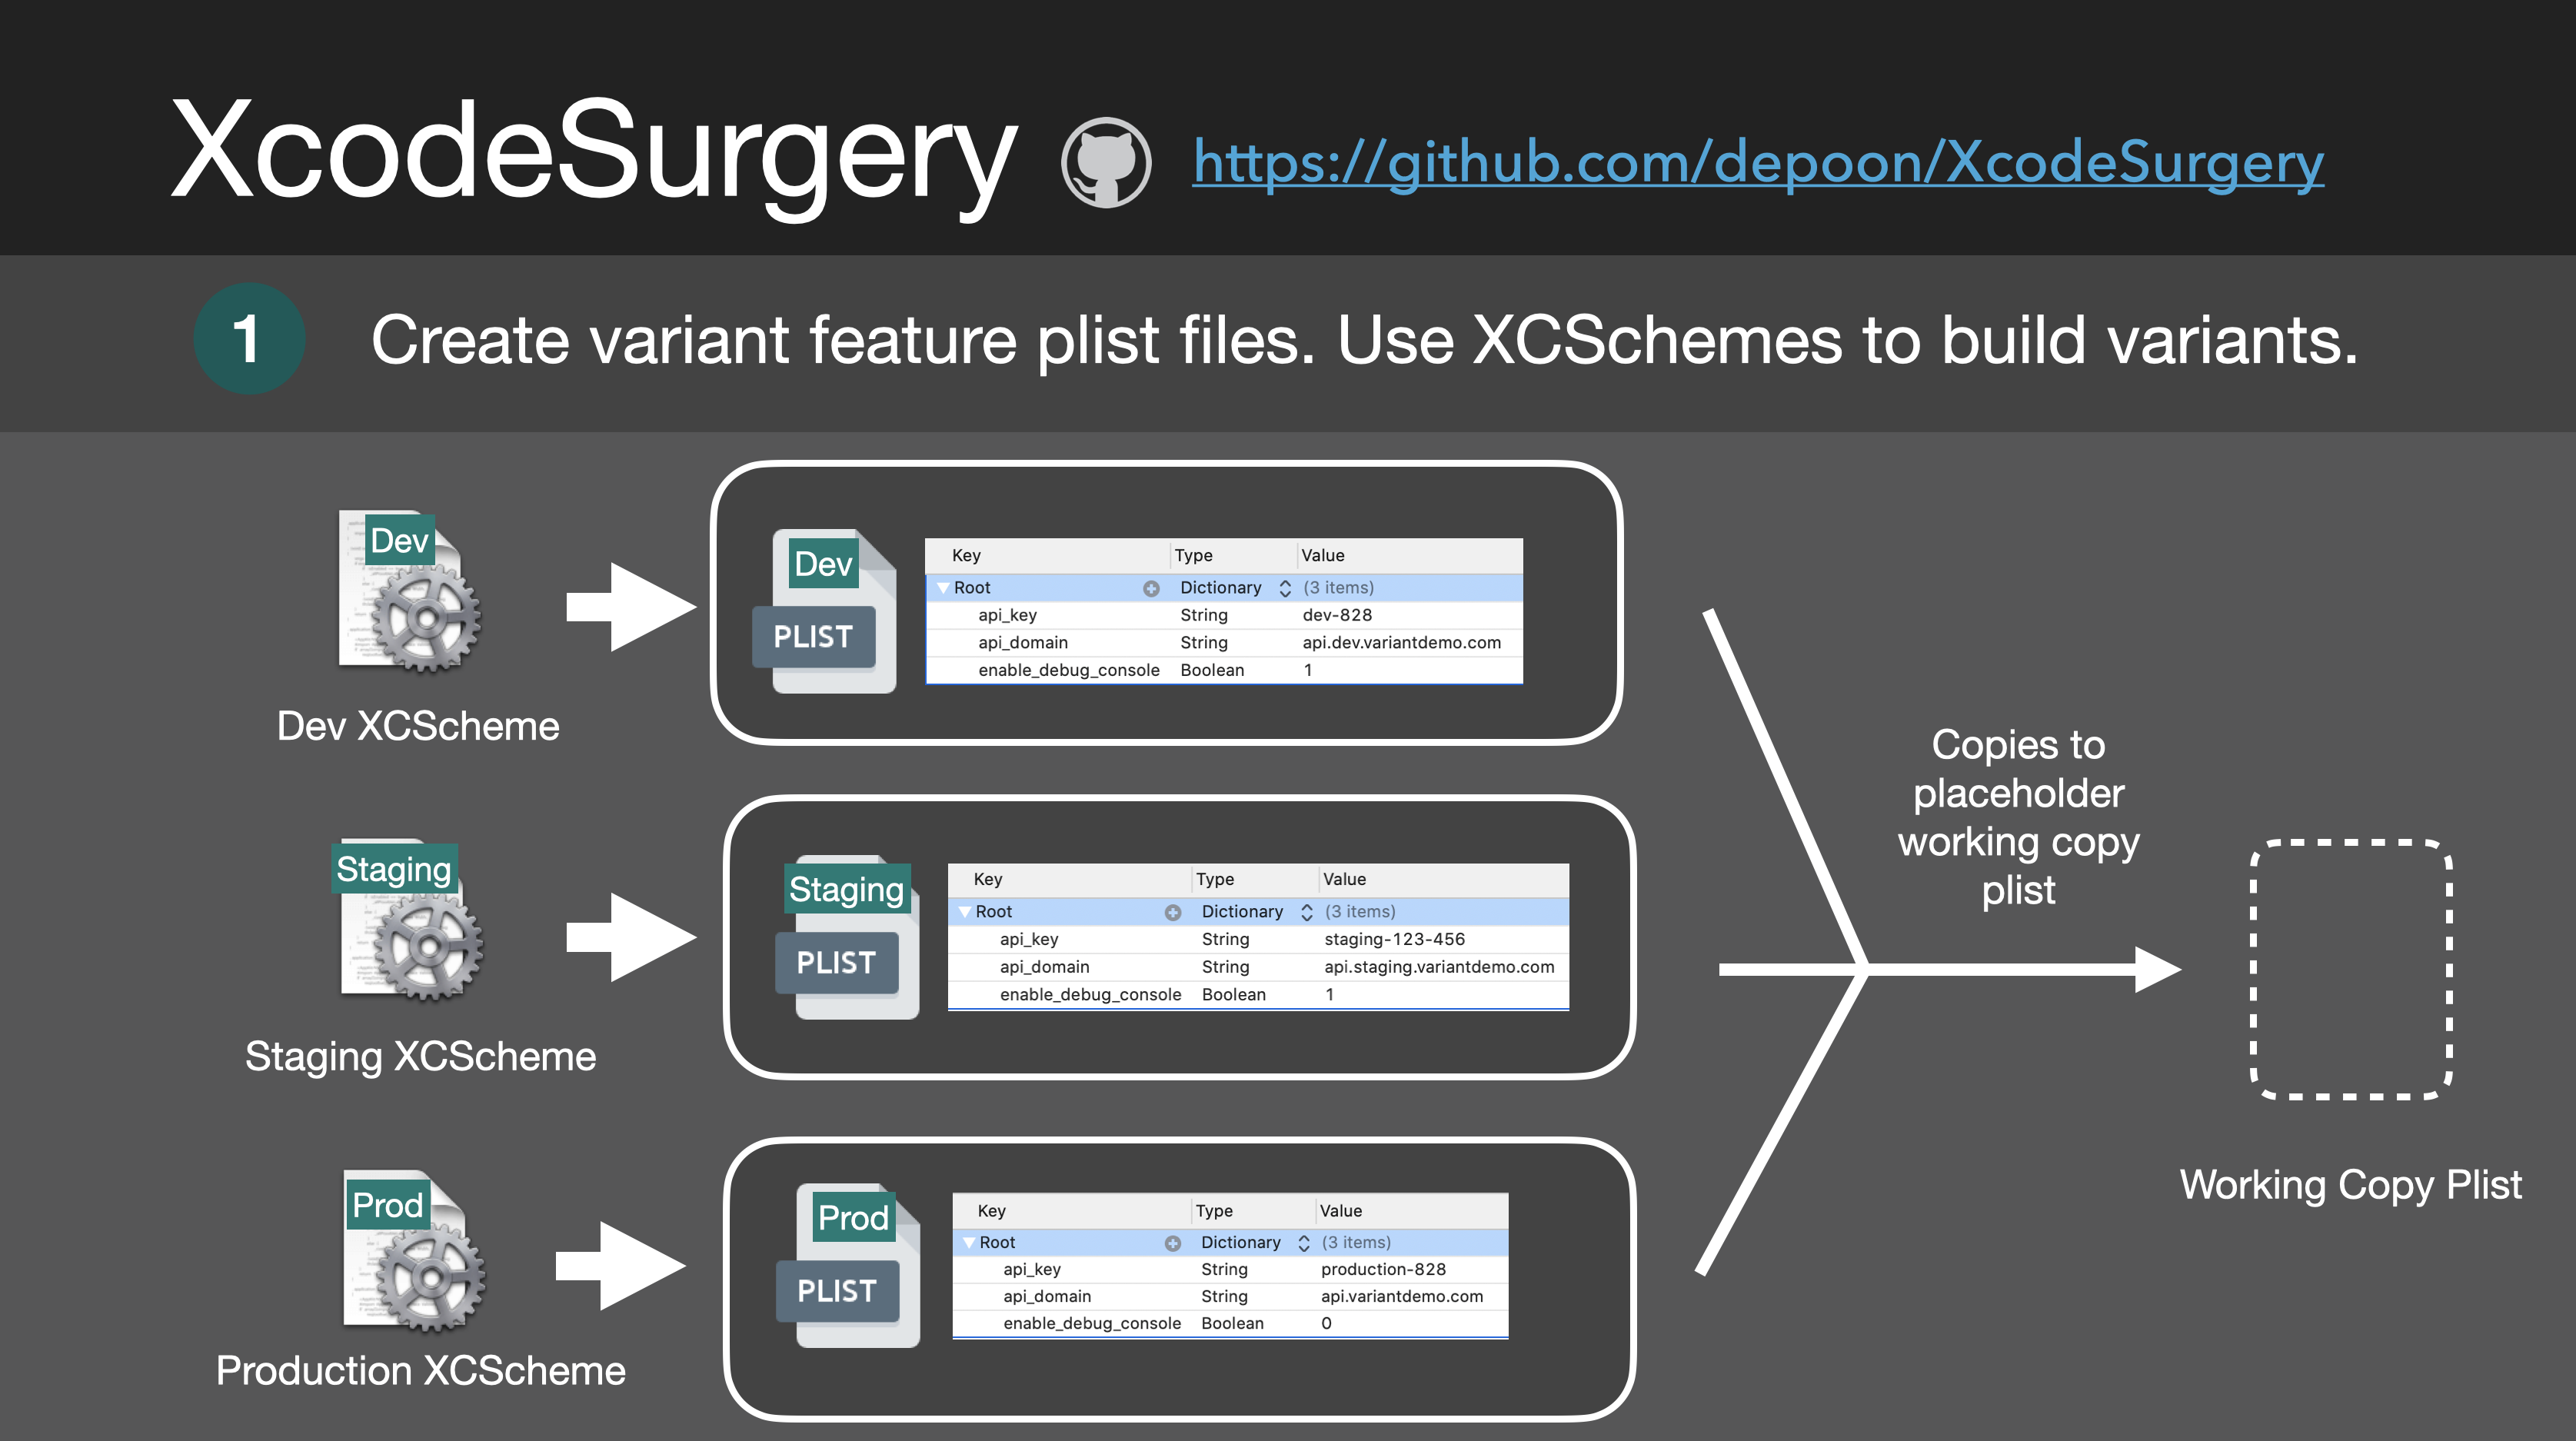 XcodeSurgery https://github.com/depoon/XcodeSurgery
1 Create variant feature plist files. Use XCSchemes to build variants.
Dev
Dev XCScheme
Dev
PLIST
Key Type Value
Root Dictionary (3 items)
api_key String dev-828
api_domain String api.dev.variantdemo.com
enable_debug_console Boolean 1
Staging
Staging XCScheme
Staging
PLIST
Key Type Value
Root Dictionary (3 items)
api_key String staging-123-456
api_domain String api.staging.variantdemo.com
enable_debug_console Boolean 1
Prod
Production XCScheme
Prod
PLIST
Key Type Value
Root Dictionary (3 items)
api_key String production-828
api_domain String api.variantdemo.com
enable_debug_console Boolean 0
Copies to
placeholder
working copy
plist
Working Copy Plist